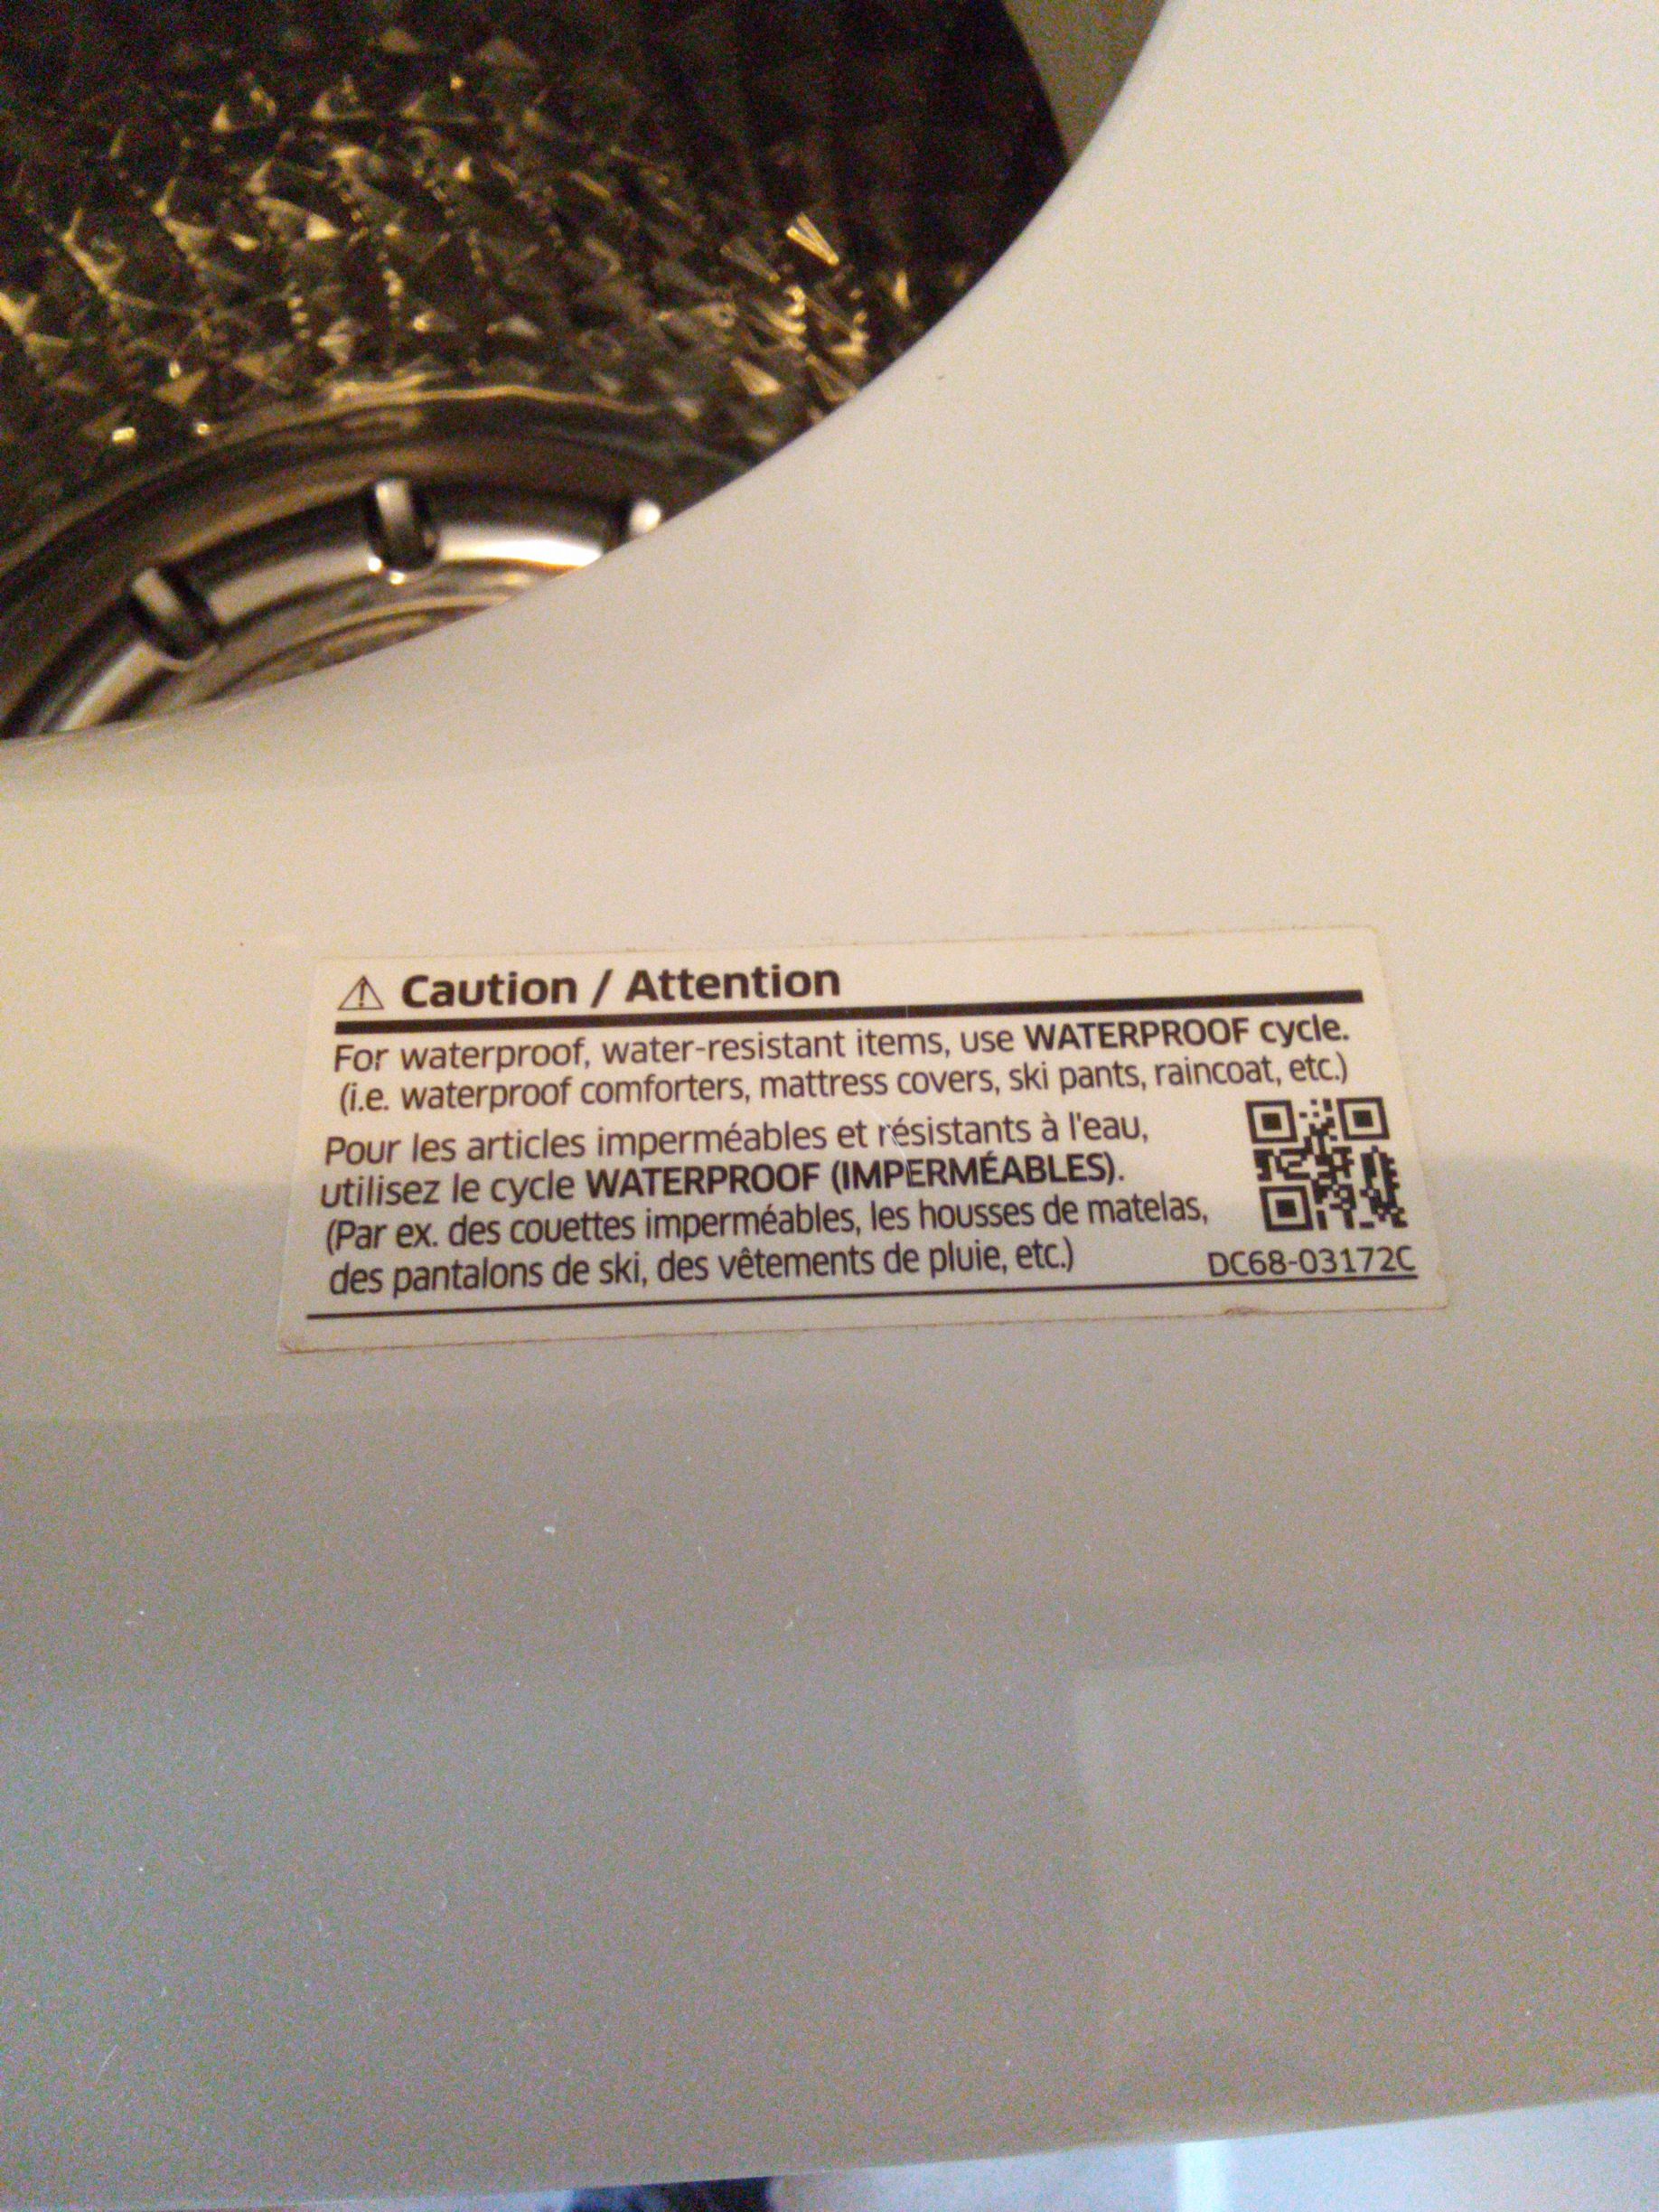 ⚠ Caution / Attention
For waterproof, water-resistant items, use WATERPROOF cycle.
(i.e. waterproof comforters, mattress covers, ski pants, raincoat, etc.)
Pour les articles imperméables et résistants à l'eau,
utilisez le cycle WATERPROOF (IMPERMÉABLES).
(Par ex. des couettes imperméables, les housses de matelas,
des pantalons de ski, des vêtements de pluie, etc.)
DC68-03172C